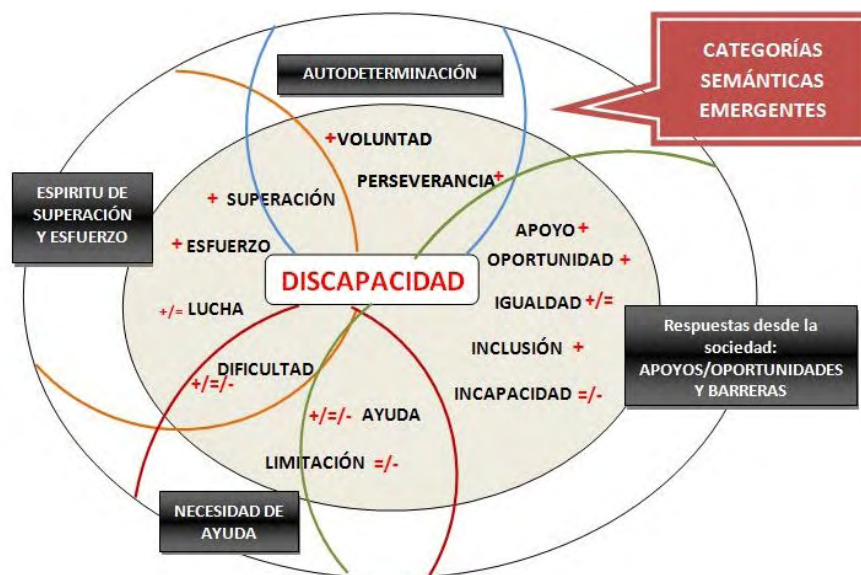 CATEGORÍAS
SEMÁNTICAS
EMERGENTES
AUTODETERMINACIÓN
+VOLUNTAD
PERSEVERANCIA+
ESPIRITU DE
SUPERACIÓN
Y ESFUERZO
+ SUPERACIÓN
+ ESFUERZO
+/= LUCHA
APOYO +
OPORTUNIDAD +
IGUALDAD +/=
INCLUSIÓN +
INCAPACIDAD =/-
DISCAPACIDAD
Respuestas desde la
sociedad:
APOYOS/OPORTUNIDADES
Y BARRERAS
DIFICULTAD
+/=/-
+/=/- AYUDA
LIMITACIÓN =/-
NECESIDAD DE
AYUDA